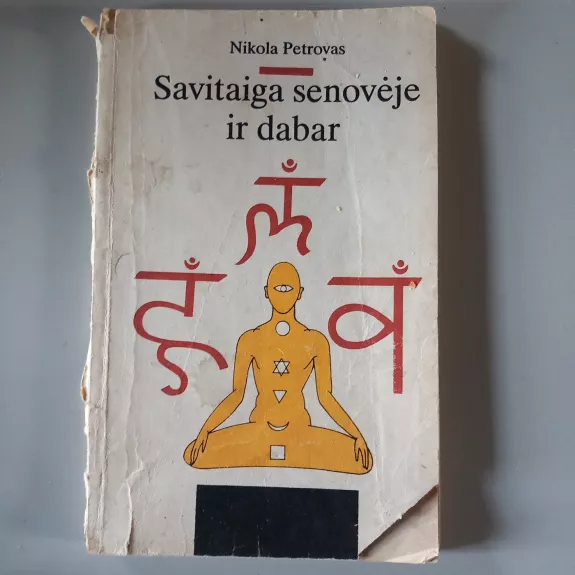 Nikola Petrovas
Savitaiga senovėje
ir dabar
लँ
हँ वँ